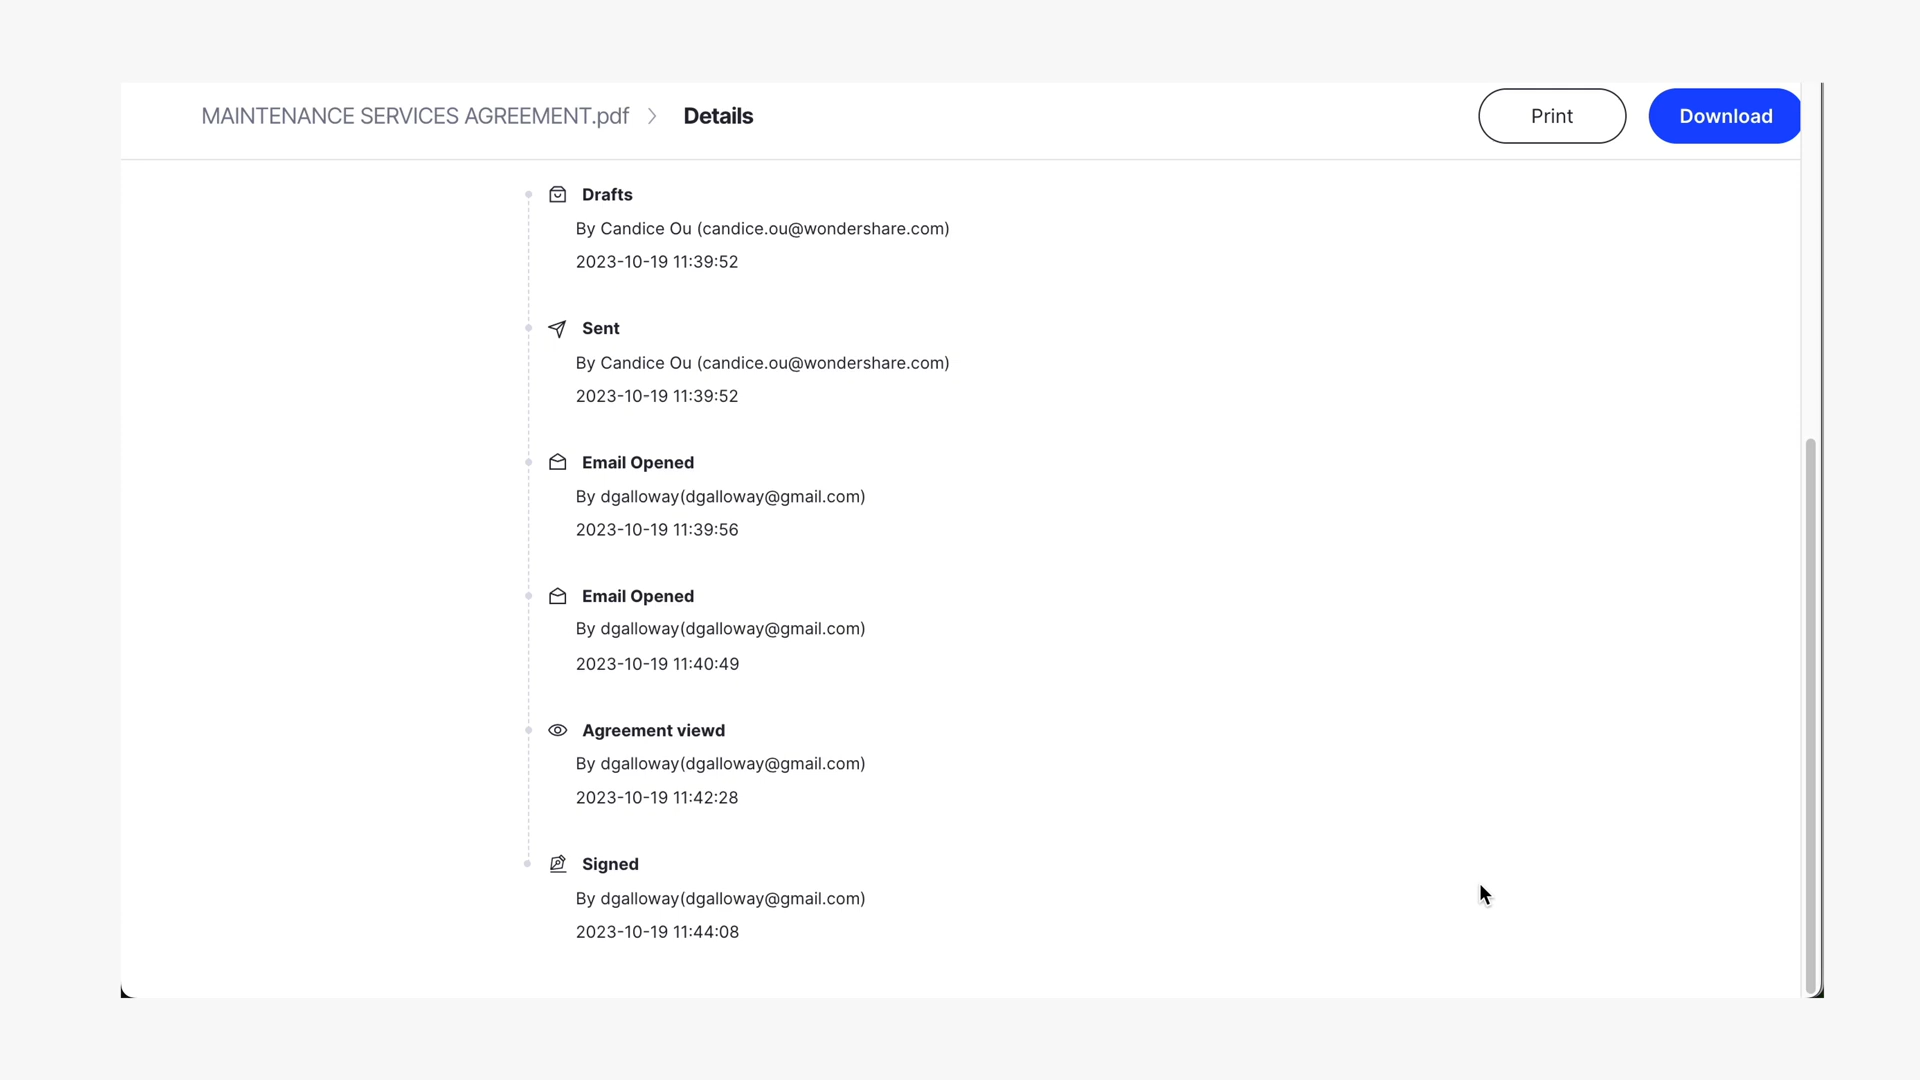 MAINTENANCE SERVICES AGREEMENT.pdf > Details Print Download
Drafts
By Candice Ou (candice.ou@wondershare.com)
2023-10-19 11:39:52
Sent
By Candice Ou (candice.ou@wondershare.com)
2023-10-19 11:39:52
Email Opened
By dgalloway(dgalloway@gmail.com)
2023-10-19 11:39:56
Email Opened
By dgalloway(dgalloway@gmail.com)
2023-10-19 11:40:49
Agreement viewd
By dgalloway(dgalloway@gmail.com)
2023-10-19 11:42:28
Signed
By dgalloway(dgalloway@gmail.com)
2023-10-19 11:44:08